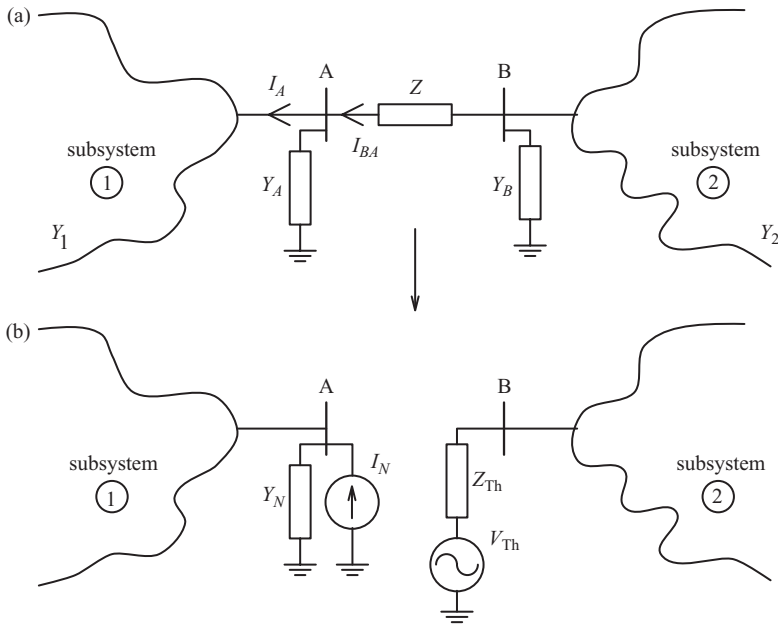 (a)
A
B
I_A
Z
I_BA
subsystem
1
Y_A
Y_B
subsystem
2
Y_1
Y_2
(b)
A
B
subsystem
1
Y_N
I_N
Z_Th
V_Th
subsystem
2